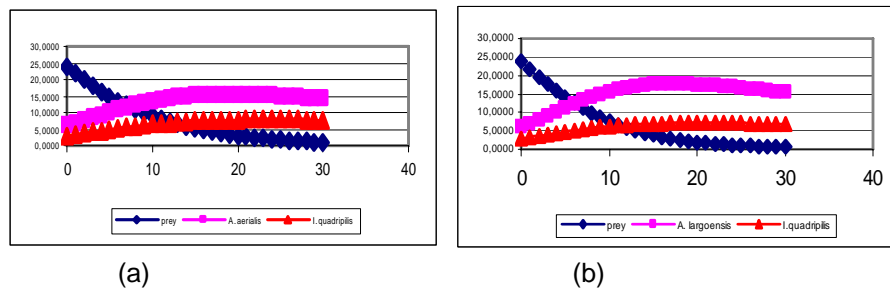 30,0000
25,0000
20,0000
15,0000
10,0000
5,0000
0,0000
0 10 20 30 40
prey A. aerialis I. quadripilis
(a)
30,0000
25,0000
20,0000
15,0000
10,0000
5,0000
0,0000
0 10 20 30 40
prey A. largoensis I.quadripilis
(b)